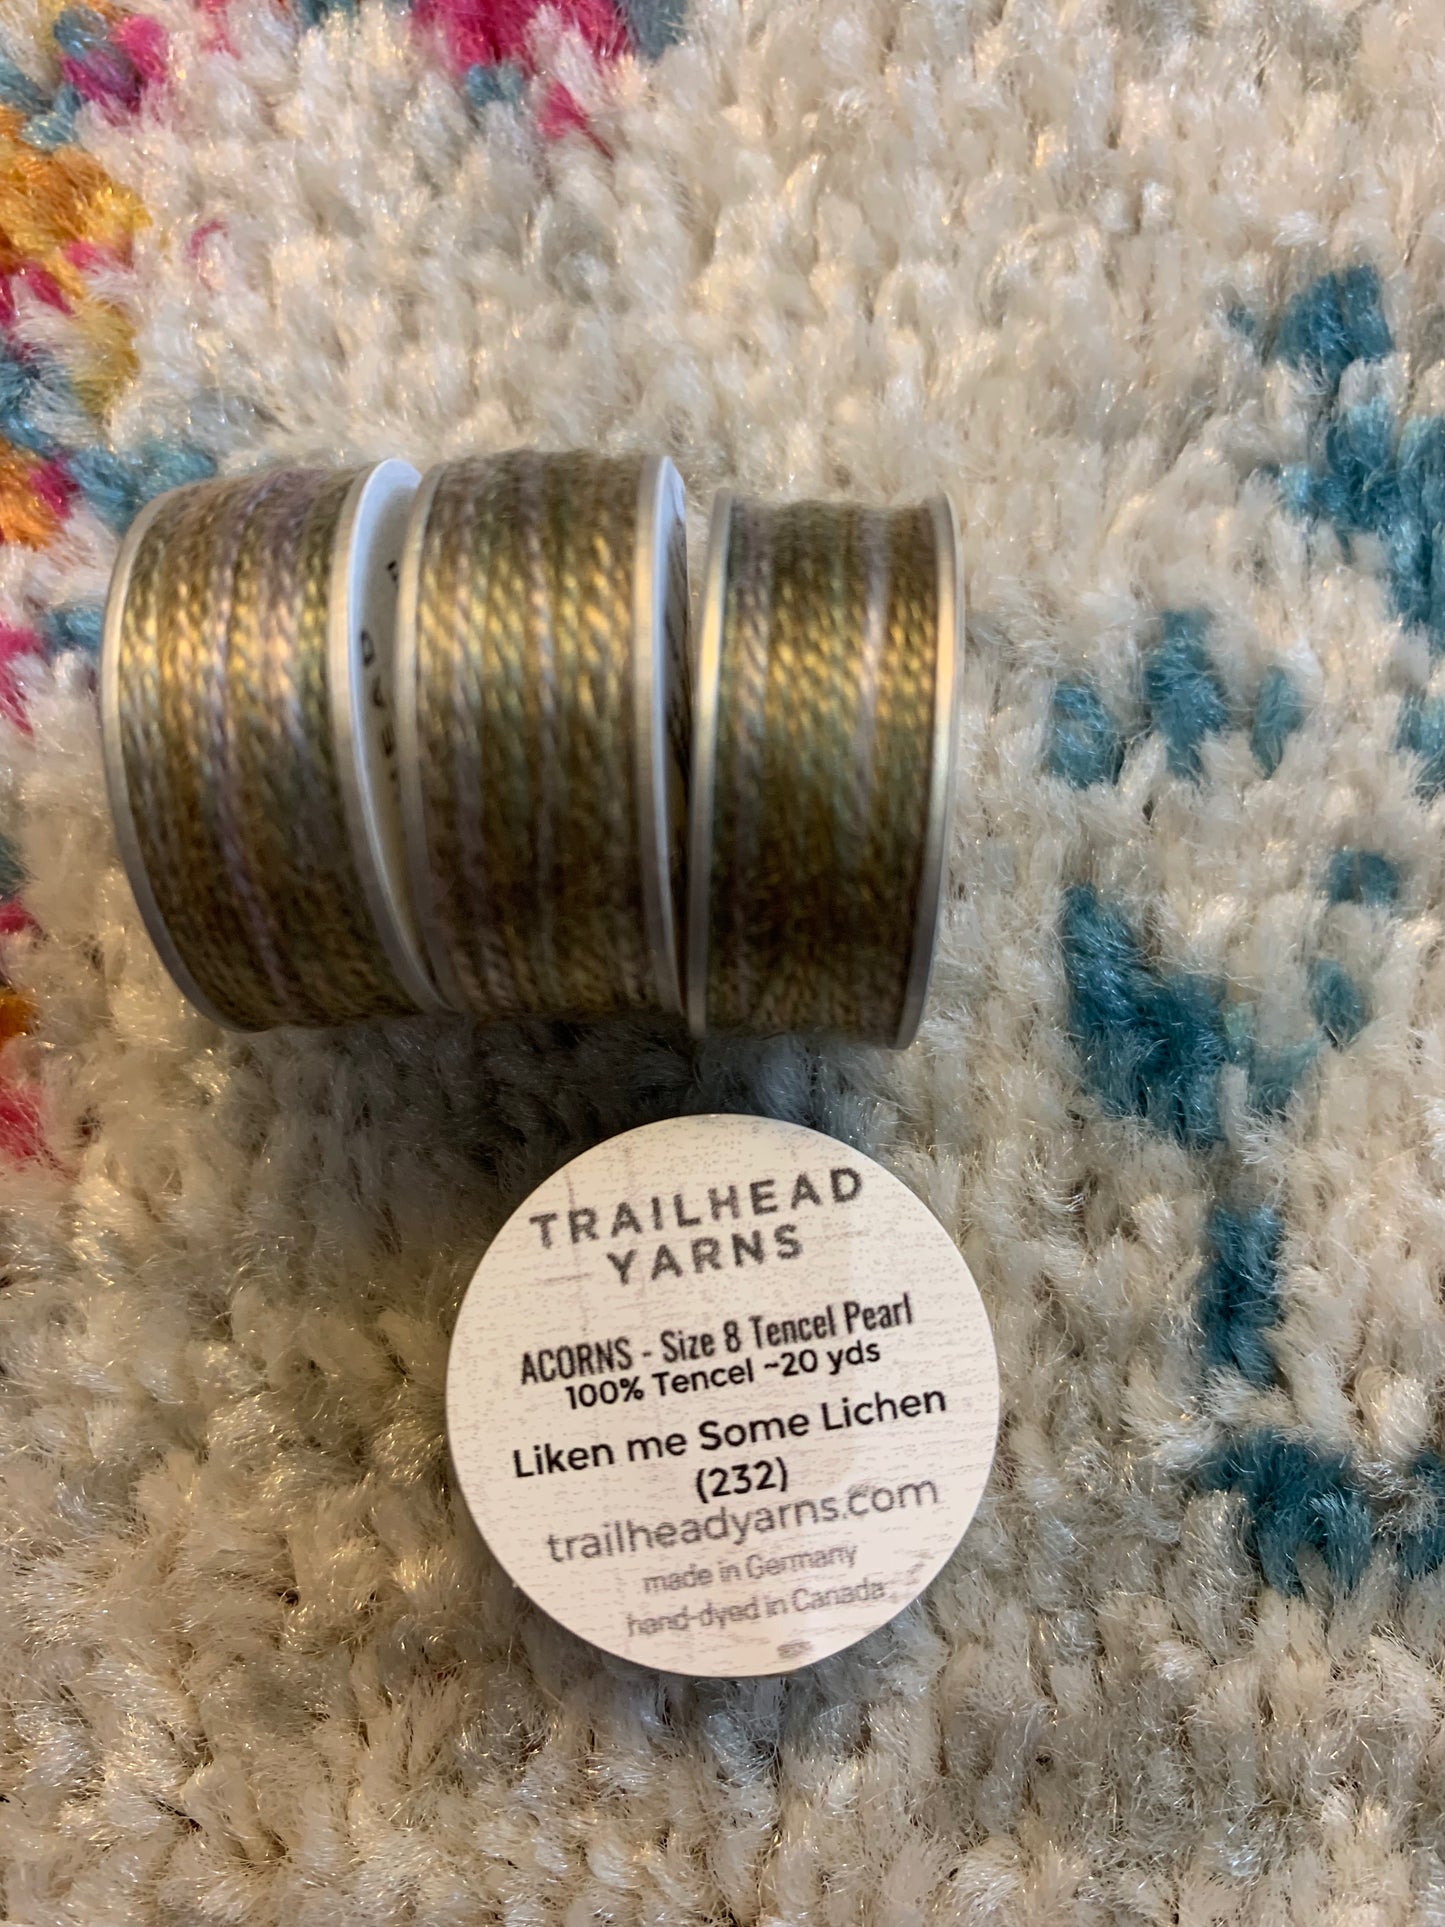 TRAILHEAD
YARNS
ACORNS - Size 8 Tencel Pearl
100% Tencel ~20 yds
Liken me Some Lichen
(232)
trailheadyarns.com
made in Germany
hand-dyed in Canada